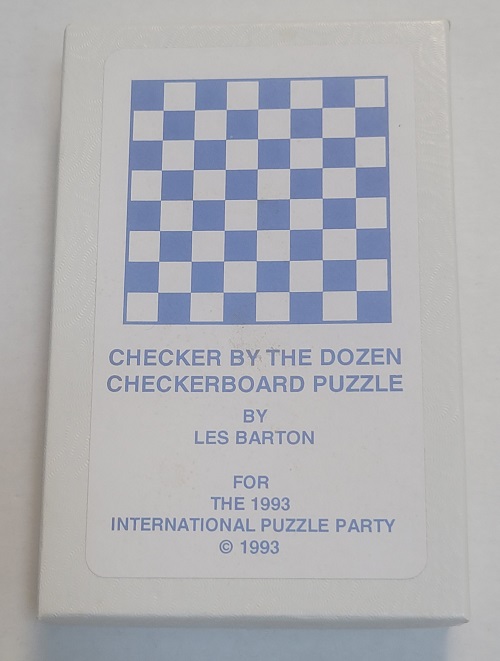 CHECKER BY THE DOZEN
CHECKERBOARD PUZZLE
BY
LES BARTON
FOR
THE 1993
INTERNATIONAL PUZZLE PARTY
© 1993